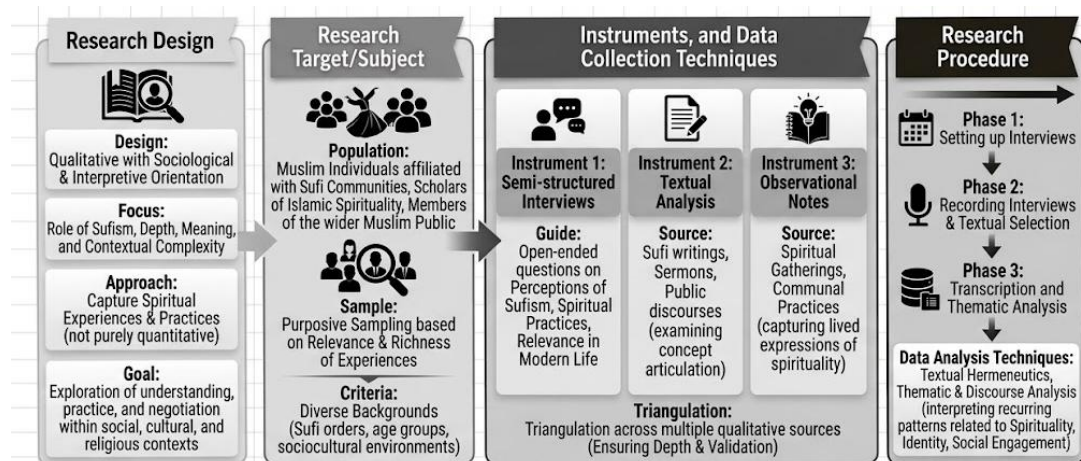 Research Design
Design:
Qualitative with Sociological
& Interpretive Orientation
Focus:
Role of Sufism, Depth, Meaning,
and Contextual Complexity
Approach:
Capture Spiritual
Experiences & Practices
(not purely quantitative)
Goal:
Exploration of understanding,
practice, and negotiation
within social, cultural, and
religious contexts
Research
Target/Subject
Population:
Muslim Individuals affiliated
with Sufi Communities, Scholars
of Islamic Spirituality, Members
of the wider Muslim Public
Sample:
Purposive Sampling based
on Relevance & Richness
of Experiences
Criteria:
Diverse Backgrounds
(Sufi orders, age groups,
sociocultural environments)
Instruments, and Data
Collection Techniques
Instrument 1:
Semi-structured
Interviews
Guide:
Open-ended
questions on
Perceptions of
Sufism, Spiritual
Practices,
Relevance in
Modern Life
Instrument 2:
Textual
Analysis
Source:
Sufi writings,
Sermons,
Public
discourses
(examining
concept
articulation)
Instrument 3:
Observational
Notes
Source:
Spiritual
Gatherings,
Communal
Practices
(capturing lived
expressions of
spirituality)
Triangulation:
Triangulation across multiple qualitative sources
(Ensuring Depth & Validation)
Research
Procedure
Phase 1:
Setting up Interviews
Phase 2:
Recording Interviews
& Textual Selection
Phase 3:
Transcription and
Thematic Analysis
Data Analysis Techniques:
Textual Hermeneutics,
Thematic & Discourse Analysis
(interpreting recurring
patterns related to Spirituality,
Identity, Social Engagement)